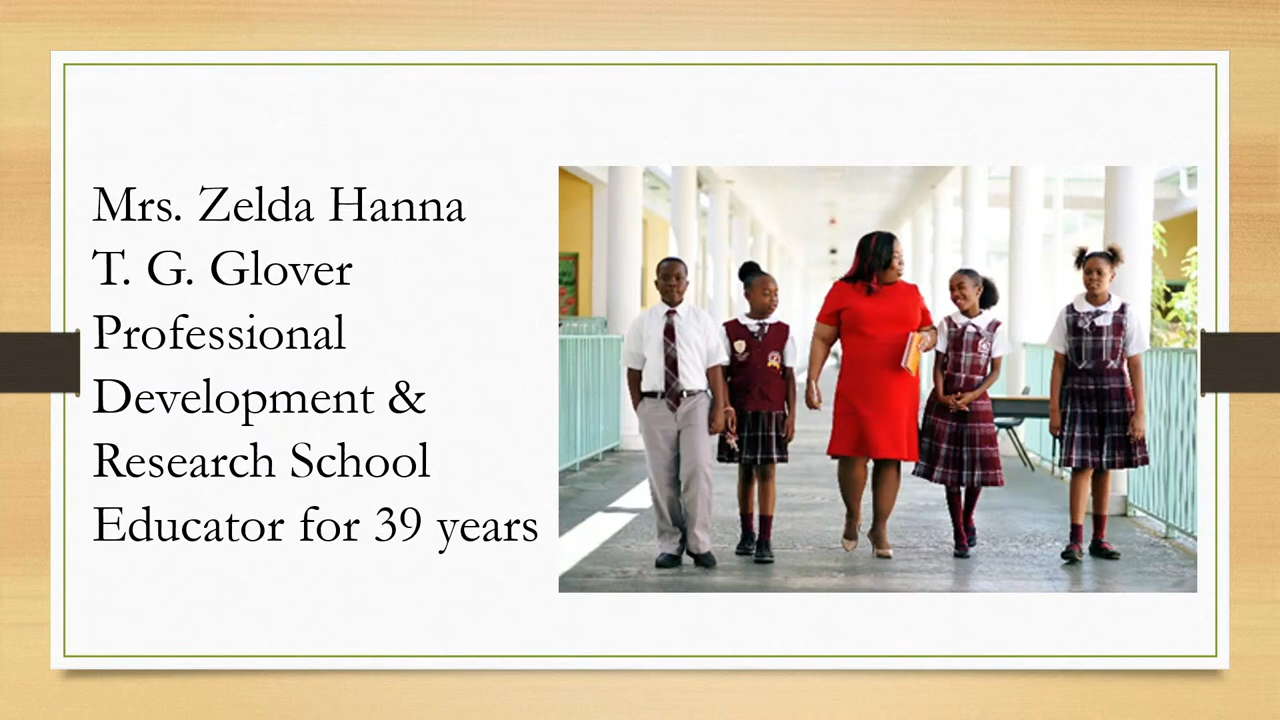 Mrs. Zelda Hanna
T. G. Glover
Professional
Development &
Research School
Educator for 39 years